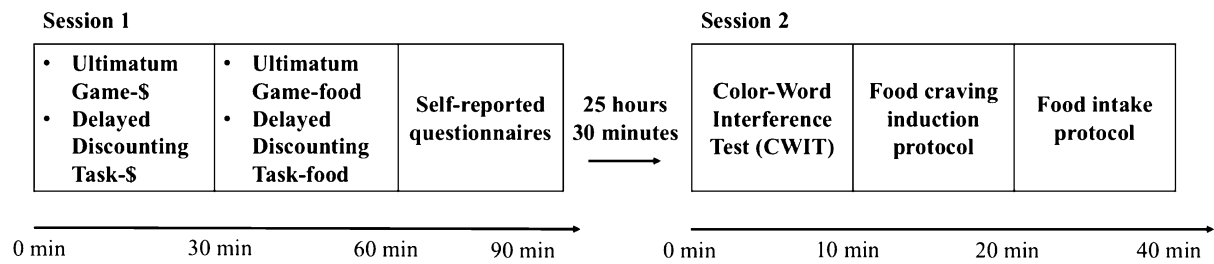 Session 1
• Ultimatum
Game-$
• Delayed
Discounting
Task-$
• Ultimatum
Game-food
• Delayed
Discounting
Task-food
Self-reported
questionnaires
25 hours
30 minutes
Session 2
Color-Word
Interference
Test (CWIT)
Food craving
induction
protocol
Food intake
protocol
0 min
30 min
60 min
90 min
0 min
10 min
20 min
40 min